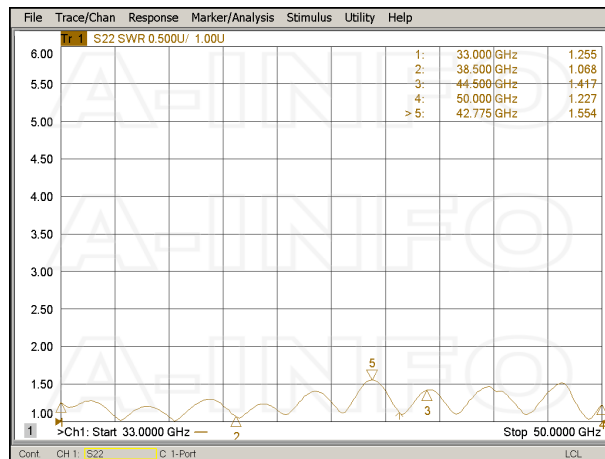 File Trace/Chan Response Marker/Analysis Stimulus Utility Help
Tr 1 S22 SWR 0.500U/ 1.00U
1: 33.000 GHz 1.255
2: 38.500 GHz 1.068
3: 44.500 GHz 1.417
4: 50.000 GHz 1.227
> 5: 42.775 GHz 1.554
6.00
5.50
5.00
4.50
4.00
3.50
3.00
2.50
2.00
1.50
1.00
A-INFO
A-INFO
A-INFO
5
3
2
4
1 >Ch1: Start 33.0000 GHz Stop 50.0000 GHz
Cont. CH 1: S22 C 1-Port LCL